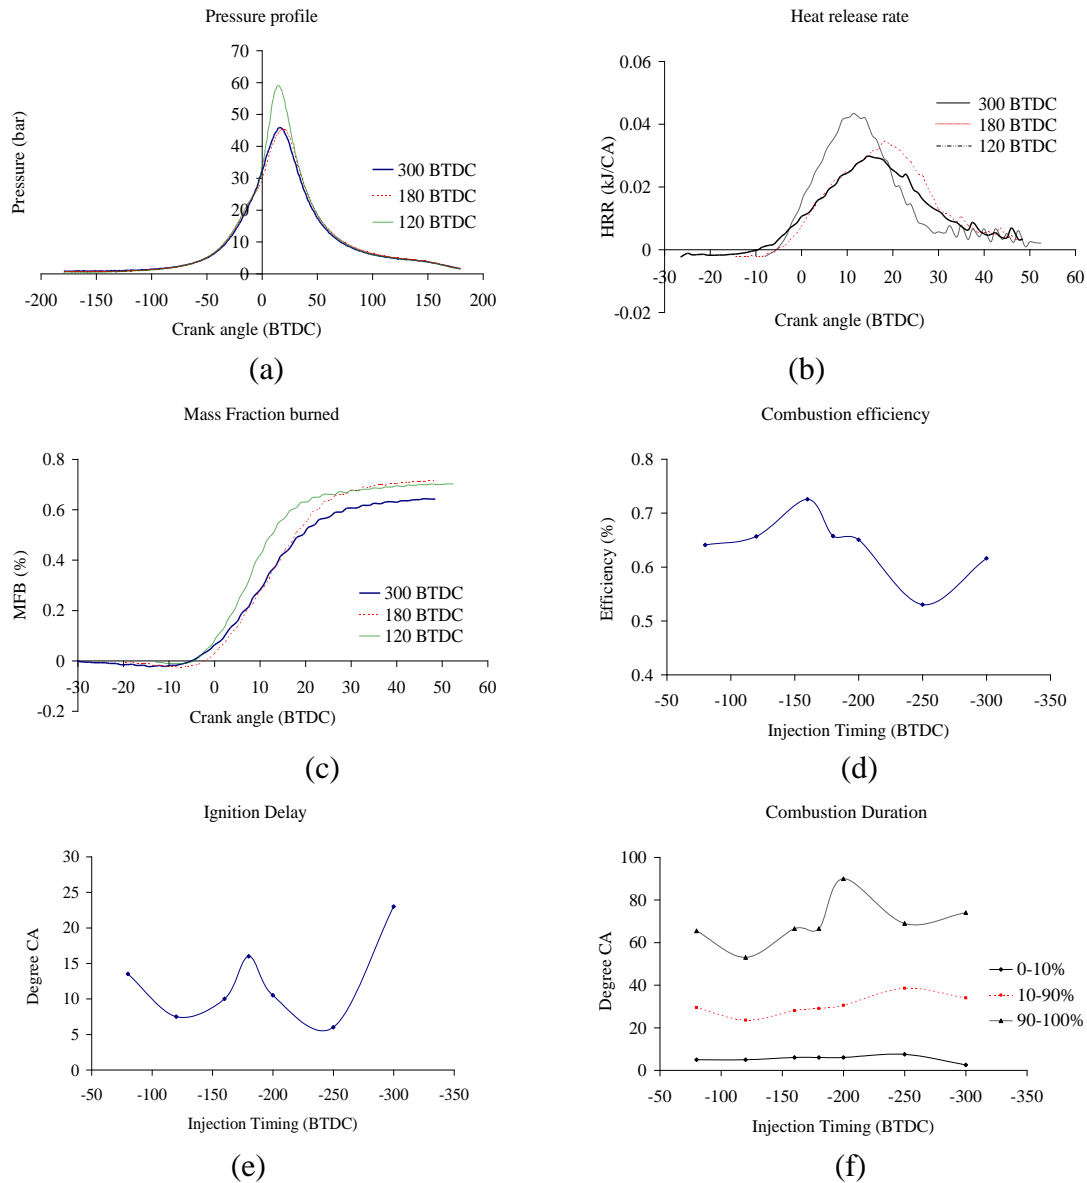 Pressure profile
70
60
50
40
30
20
10
0
-200 -150 -100 -50 0 50 100 150 200
Pressure (bar)
Crank angle (BTDC)
300 BTDC
180 BTDC
120 BTDC
(a)
Heat release rate
0.06
0.04
0.02
0
-0.02
-30 -20 -10 0 10 20 30 40 50 60
HRR (kJ/CA)
Crank angle (BTDC)
300 BTDC
180 BTDC
120 BTDC
(b)
Mass Fraction burned
0.8
0.6
0.4
0.2
0
-0.2
-30 -20 -10 0 10 20 30 40 50 60
MFB (%)
Crank angle (BTDC)
300 BTDC
180 BTDC
120 BTDC
(c)
Combustion efficiency
0.8
0.7
0.6
0.5
0.4
-50 -100 -150 -200 -250 -300 -350
Efficiency (%)
Injection Timing (BTDC)
(d)
Ignition Delay
30
25
20
15
10
5
0
-50 -100 -150 -200 -250 -300 -350
Degree CA
Injection Timing (BTDC)
(e)
Combustion Duration
100
80
60
40
20
0
-50 -100 -150 -200 -250 -300 -350
Degree CA
Injection Timing (BTDC)
0-10%
10-90%
90-100%
(f)